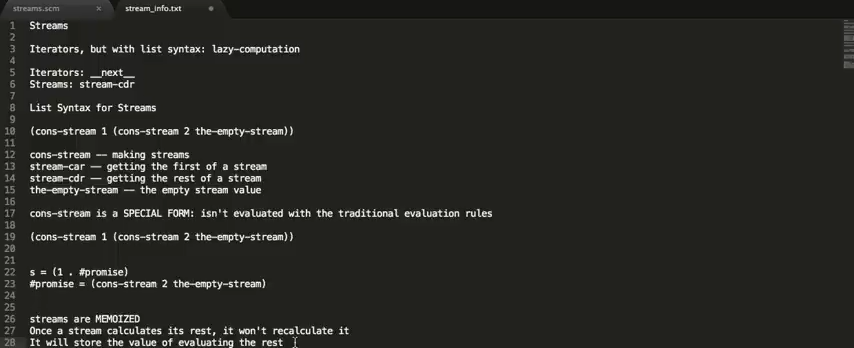 streams.scm × stream_info.txt
1 Streams
2
3 Iterators, but with list syntax: lazy-computation
4
5 Iterators: __next__
6 Streams: stream-cdr
7
8 List Syntax for Streams
9
10 (cons-stream 1 (cons-stream 2 the-empty-stream))
11
12 cons-stream —— making streams
13 stream-car —— getting the first of a stream
14 stream-cdr —— getting the rest of a stream
15 the-empty-stream —— the empty stream value
16
17 cons-stream is a SPECIAL FORM: isn't evaluated with the traditional evaluation rules
18
19 (cons-stream 1 (cons-stream 2 the-empty-stream))
20
21
22 s = (1 . #promise)
23 #promise = (cons-stream 2 the-empty-stream)
24
25
26 streams are MEMOIZED
27 Once a stream calculates its rest, it won't recalculate it
28 It will store the value of evaluating the rest